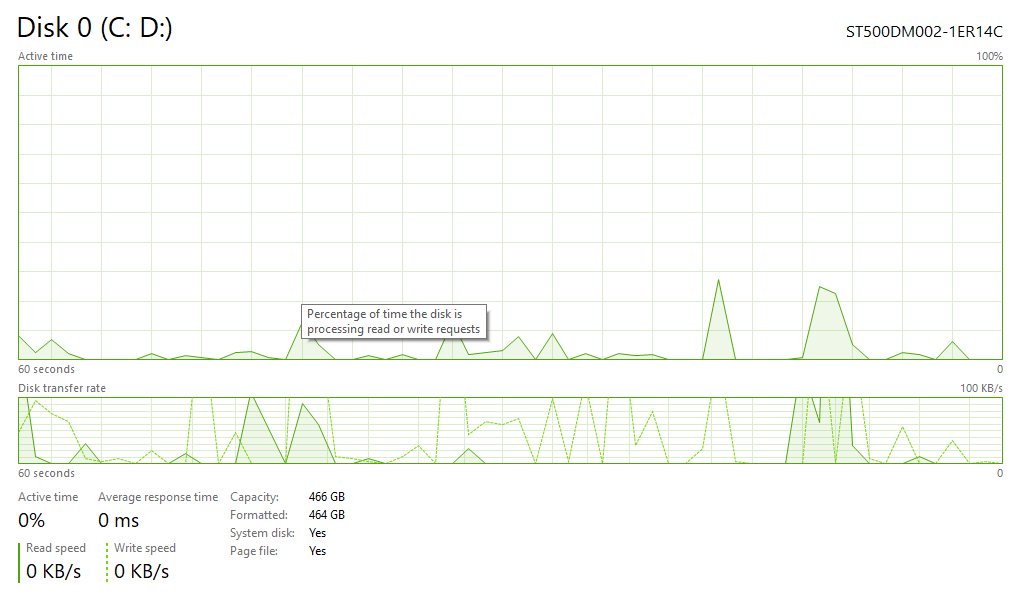 Disk 0 (C: D:)
ST500DM002-1ER14C
Active time
100%
Percentage of time the disk is
processing read or write requests
60 seconds
0
Disk transfer rate
100 KB/s
60 seconds
0
Active time
0%
Average response time
0 ms
Read speed
0 KB/s
Write speed
0 KB/s
Capacity: 466 GB
Formatted: 464 GB
System disk: Yes
Page file: Yes